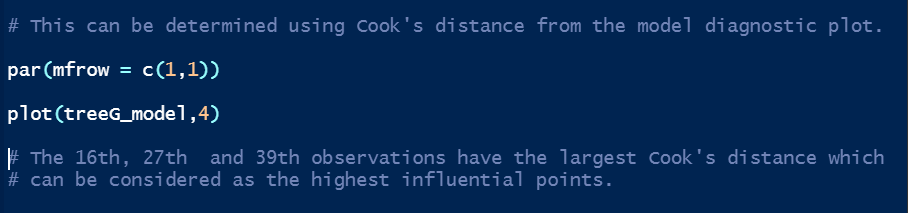 # This can be determined using Cook's distance from the model diagnostic plot.
par(mfrow = c(1,1))
plot(treeG_model,4)
# The 16th, 27th  and 39th observations have the largest Cook's distance which
# can be considered as the highest influential points.